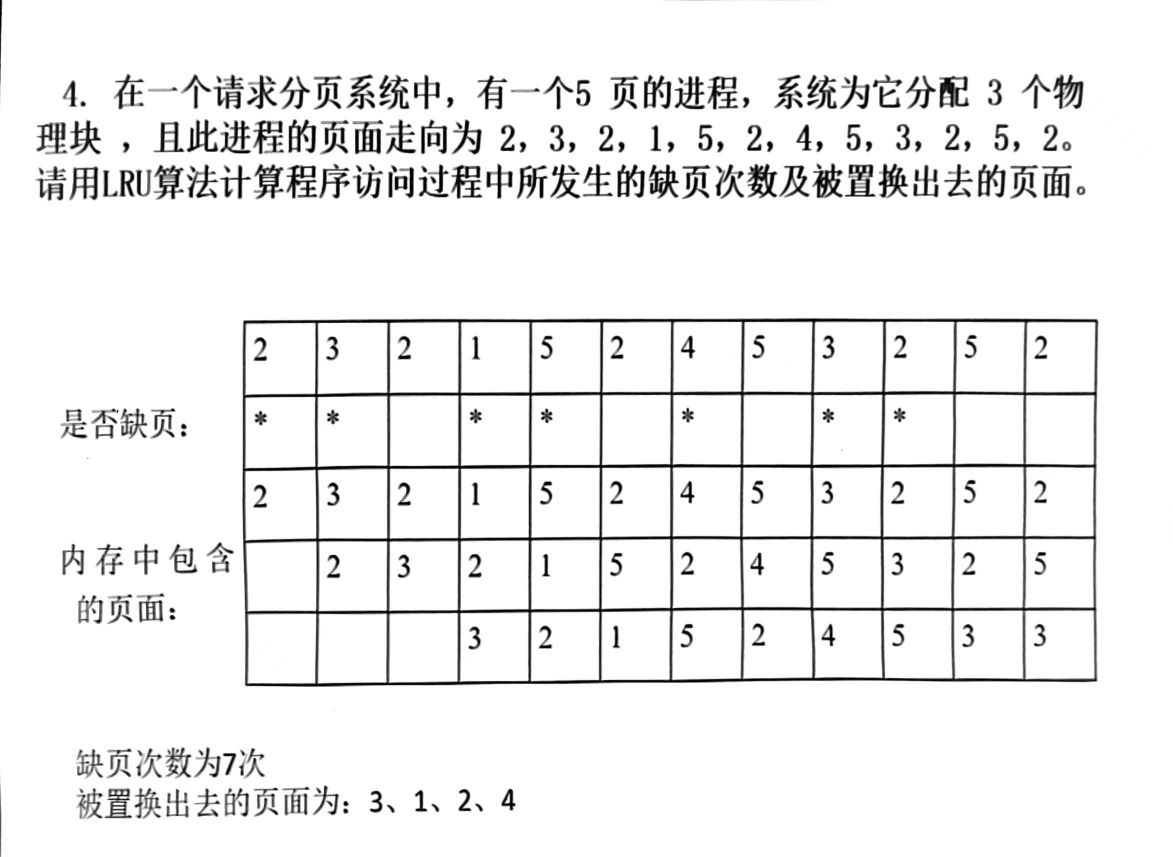 4. 在一个请求分页系统中，有一个5 页的进程，系统为它分配 3 个物
理块 ，且此进程的页面走向为 2，3，2，1，5，2，4，5，3，2，5，2。
请用LRU算法计算程序访问过程中所发生的缺页次数及被置换出去的页面。
2 3 2 1 5 2 4 5 3 2 5 2
是否缺页： * * * * * * *
2 3 2 1 5 2 4 5 3 2 5 2
内存中包含 2 3 2 1 5 2 4 5 3 2 5
的页面： 3 2 1 5 2 4 5 3 3
缺页次数为7次
被置换出去的页面为：3、1、2、4